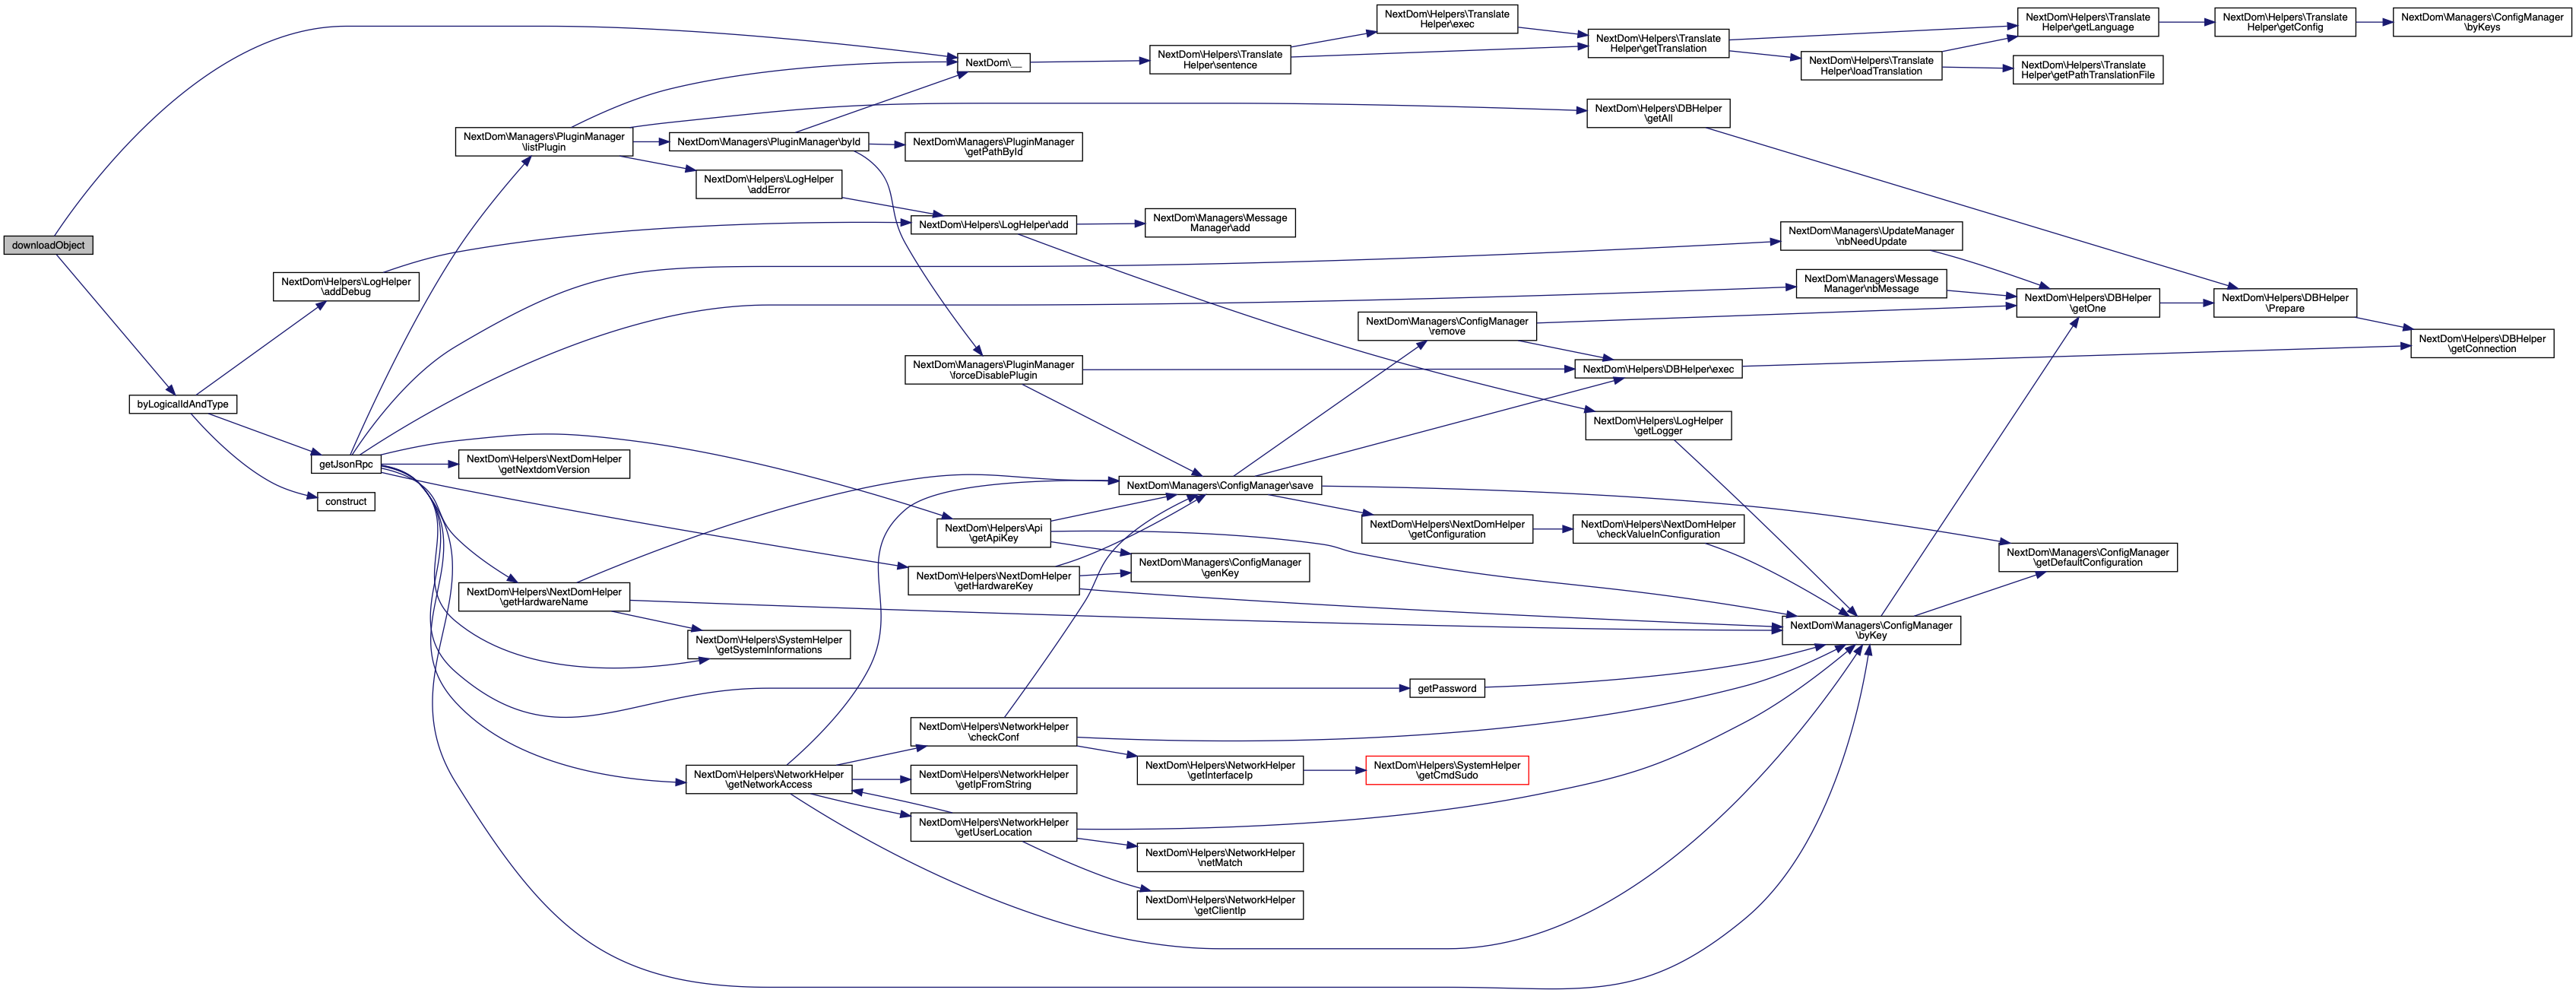 NextDom\Helpers\Translate
Helper\exec
NextDom\Helpers\Translate
Helper\getLanguage
NextDom\Helpers\Translate
Helper\getConfig
NextDom\Managers\ConfigManager
\byKeys
NextDom\Helpers\Translate
Helper\getTranslation
NextDom\__
NextDom\Helpers\Translate
Helper\sentence
NextDom\Helpers\Translate
Helper\loadTranslation
NextDom\Helpers\Translate
Helper\getPathTranslationFile
NextDom\Helpers\DBHelper
\getAll
NextDom\Managers\PluginManager
\listPlugin
NextDom\Managers\PluginManager\byId
NextDom\Managers\PluginManager
\getPathById
NextDom\Helpers\LogHelper
\addError
NextDom\Helpers\LogHelper\add
NextDom\Managers\Message
Manager\add
NextDom\Managers\UpdateManager
\nbNeedUpdate
downloadObject
NextDom\Helpers\LogHelper
\addDebug
NextDom\Managers\Message
Manager\nbMessage
NextDom\Helpers\DBHelper
\getOne
NextDom\Helpers\DBHelper
\Prepare
NextDom\Managers\ConfigManager
\remove
NextDom\Helpers\DBHelper
\getConnection
NextDom\Managers\PluginManager
\forceDisablePlugin
NextDom\Helpers\DBHelper\exec
byLogicalIdAndType
NextDom\Helpers\LogHelper
\getLogger
getJsonRpc
NextDom\Helpers\NextDomHelper
\getNextdomVersion
construct
NextDom\Managers\ConfigManager\save
NextDom\Helpers\Api
\getApiKey
NextDom\Helpers\NextDomHelper
\getConfiguration
NextDom\Helpers\NextDomHelper
\checkValueInConfiguration
NextDom\Managers\ConfigManager
\getDefaultConfiguration
NextDom\Managers\ConfigManager
\genKey
NextDom\Helpers\NextDomHelper
\getHardwareKey
NextDom\Helpers\NextDomHelper
\getHardwareName
NextDom\Managers\ConfigManager
\byKey
NextDom\Helpers\SystemHelper
\getSystemInformations
getPassword
NextDom\Helpers\NetworkHelper
\checkConf
NextDom\Helpers\NetworkHelper
\getInterfaceIp
NextDom\Helpers\SystemHelper
\getCmdSudo
NextDom\Helpers\NetworkHelper
\getNetworkAccess
NextDom\Helpers\NetworkHelper
\getIpFromString
NextDom\Helpers\NetworkHelper
\getUserLocation
NextDom\Helpers\NetworkHelper
\netMatch
NextDom\Helpers\NetworkHelper
\getClientIp